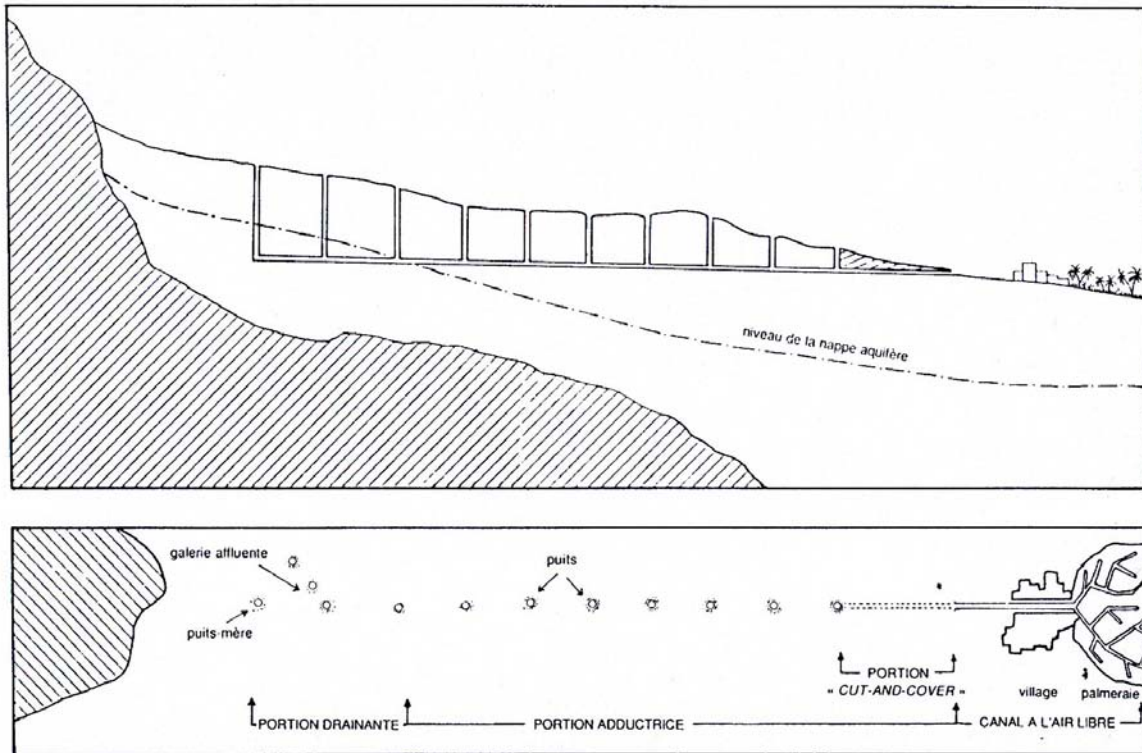 niveau de la nappe aquifère
galerie affluente
puits
puits-mère
PORTION
« CUT-AND-COVER »
village
palmeraie
PORTION DRAINANTE
PORTION ADDUCTRICE
CANAL A L'AIR LIBRE